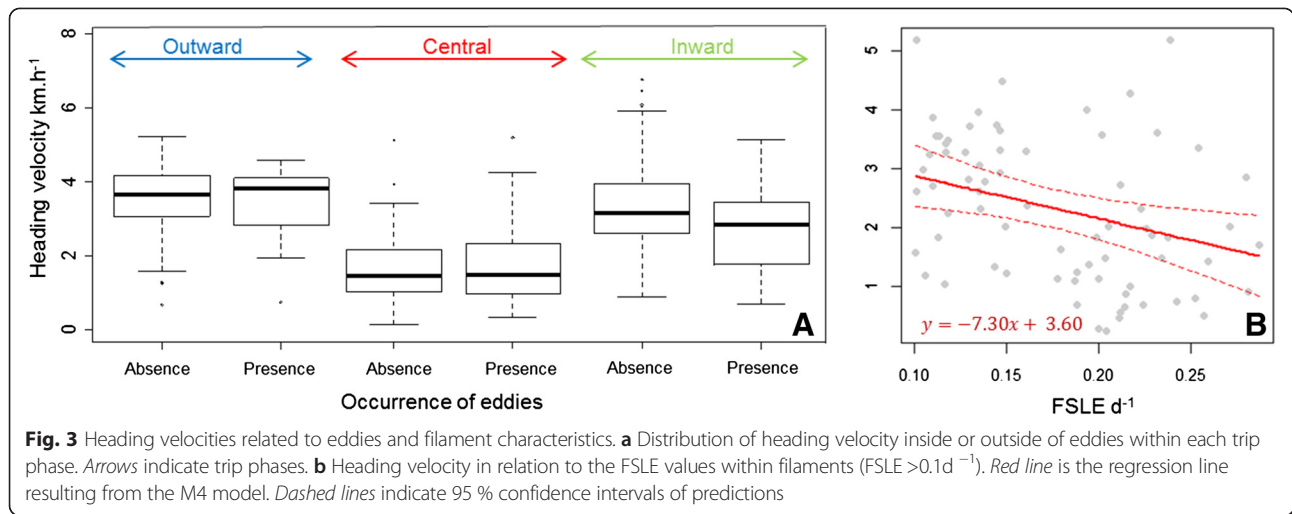 Outward Central Inward
Heading velocity km.h-1
8
6
4
2
0
Absence Presence Absence Presence Absence Presence
Occurrence of eddies
A
5
4
3
2
1
y = −7.30x + 3.60
B
0.10 0.15 0.20 0.25
FSLE d-1
Fig. 3 Heading velocities related to eddies and filament characteristics. a Distribution of heading velocity inside or outside of eddies within each trip
phase. Arrows indicate trip phases. b Heading velocity in relation to the FSLE values within filaments (FSLE >0.1d −1). Red line is the regression line
resulting from the M4 model. Dashed lines indicate 95 % confidence intervals of predictions